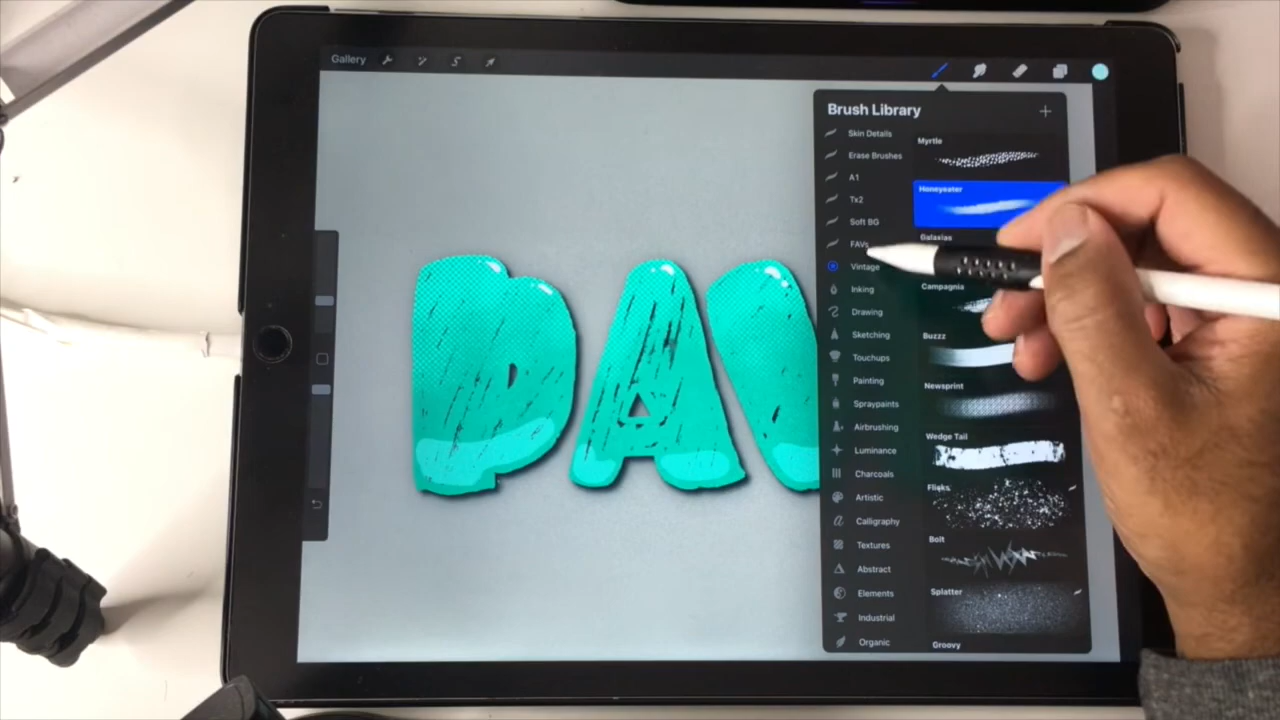 Gallery
Brush Library
Skin Details
Erase Brushes
A1
Tx2
Soft BG
FAVs
Vintage
Inking
Drawing
Sketching
Touchups
Painting
Spraypaints
Airbrushing
Luminance
Charcoals
Artistic
Calligraphy
Textures
Abstract
Elements
Industrial
Organic
Myrtle
Honeyeater
Galaxias
Campagnia
Buzzz
Newsprint
Wedge Tail
Flicks
Bolt
Splatter
Groovy
DAV